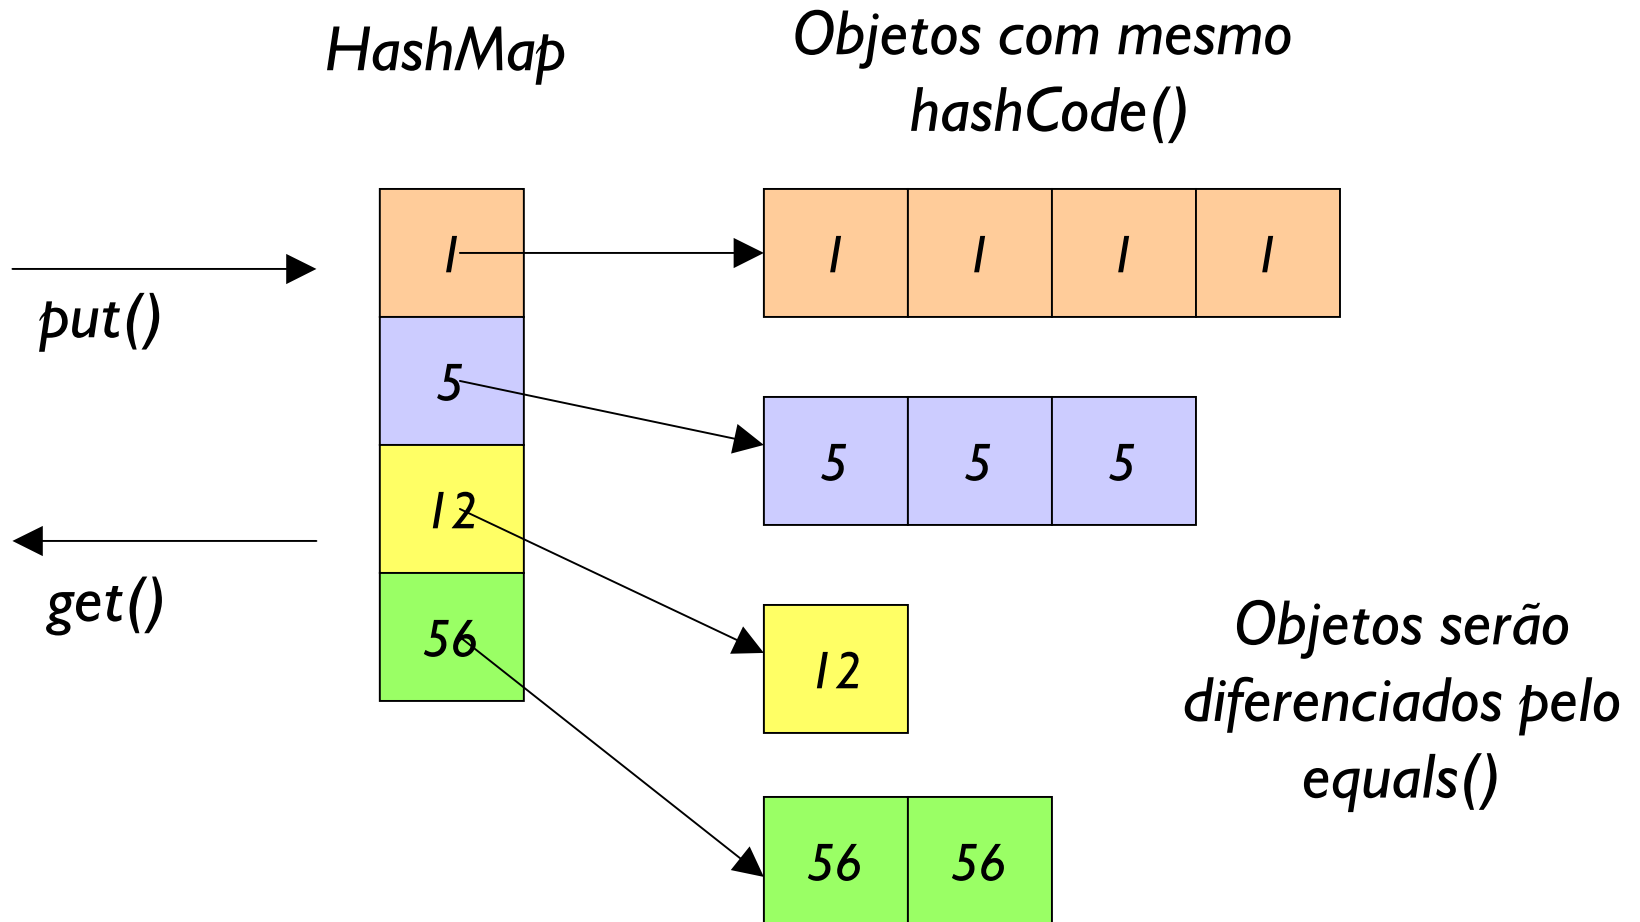 HashMap
Objetos com mesmo
hashCode()
put()
get()
1
5
12
56
1 1 1 1
5 5 5
12
56 56
Objetos serão
diferenciados pelo
equals()